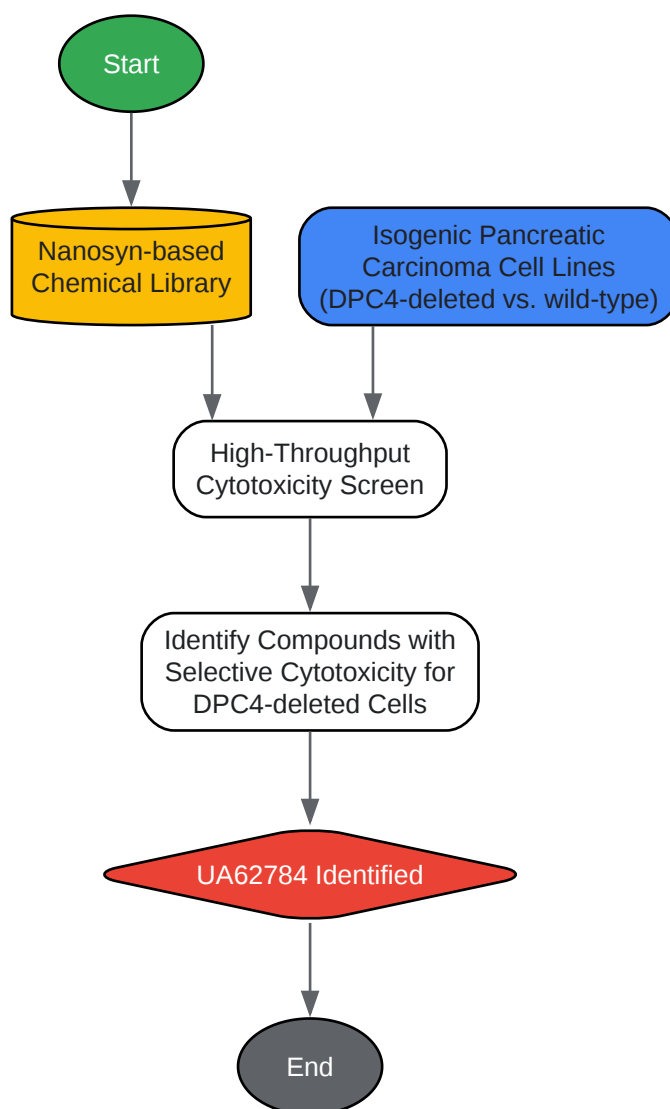 Start
Nanosyn-based
Chemical Library
Isogenic Pancreatic
Carcinoma Cell Lines
(DPC4-deleted vs. wild-type)
High-Throughput
Cytotoxicity Screen
Identify Compounds with
Selective Cytotoxicity for
DPC4-deleted Cells
UA62784 Identified
End